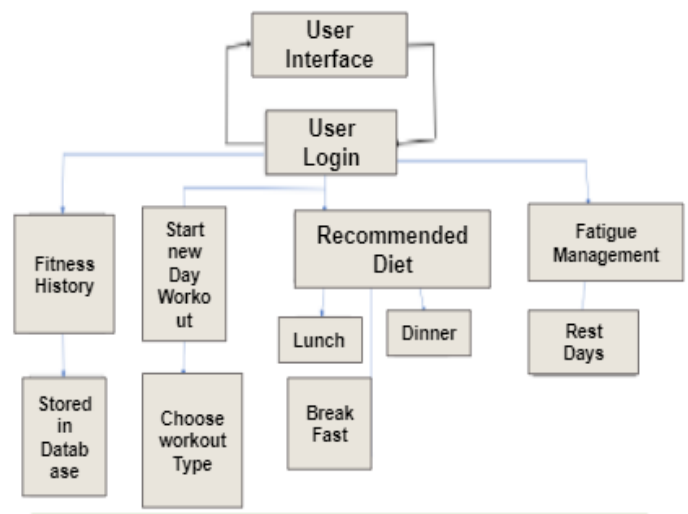 User
Interface
User
Login
Fitness
History
Start
new
Day
Worko
ut
Recommended
Diet
Fatigue
Management
Lunch
Dinner
Rest
Days
Stored
in
Datab
ase
Choose
workout
Type
Break
Fast